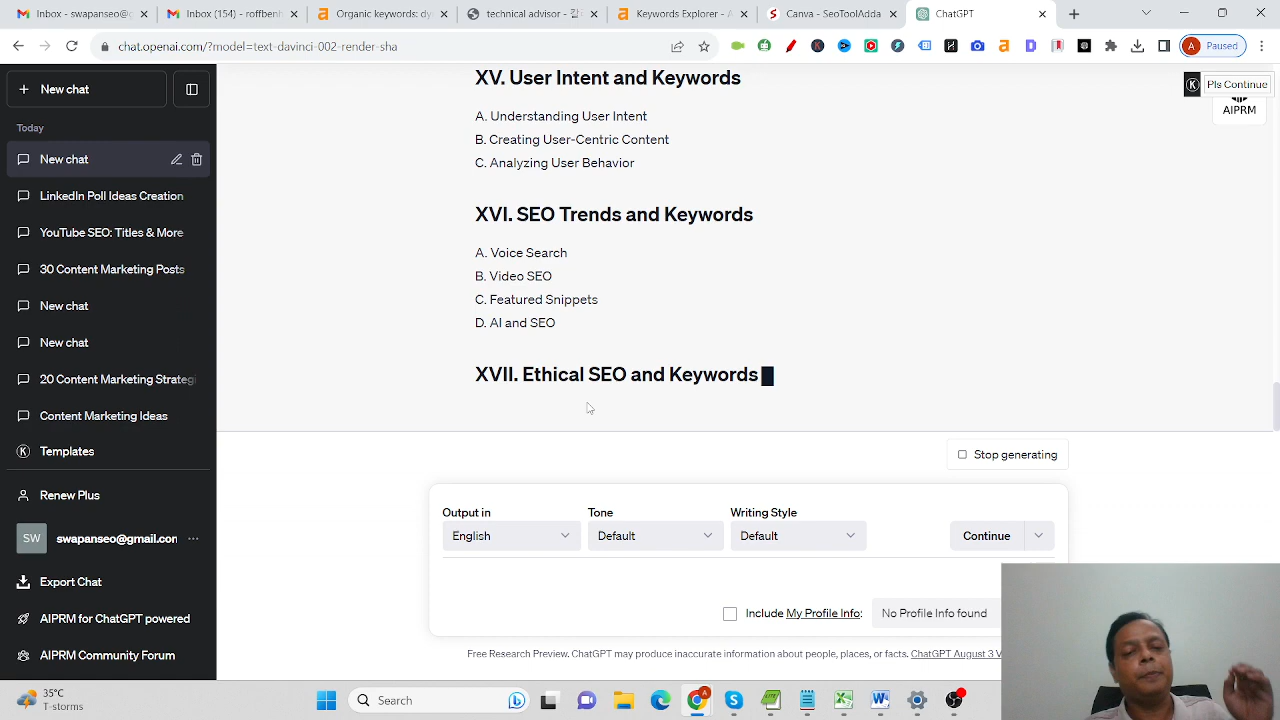 Inbox - swapanseo@g
Inbox (154) - roffbenh
Organic keywords: dy
technical advisor -
Keywords Explorer - A
Canva - SeoToolAdda
ChatGPT
chat.openai.com/?model=text-davinci-002-render-sha
A Paused
+ New chat
Today
New chat
LinkedIn Poll Ideas Creation
YouTube SEO: Titles & More
30 Content Marketing Posts
New chat
New chat
20 Content Marketing Strategi
Content Marketing Ideas
Templates
Renew Plus
SW swapanseo@gmail.con ...
Export Chat
AIPRM for ChatGPT powered
AIPRM Community Forum
Pls Continue
AIPRM
XV. User Intent and Keywords
A. Understanding User Intent
B. Creating User-Centric Content
C. Analyzing User Behavior
XVI. SEO Trends and Keywords
A. Voice Search
B. Video SEO
C. Featured Snippets
D. AI and SEO
XVII. Ethical SEO and Keywords
Stop generating
Output in
Tone
Writing Style
English
Default
Default
Continue
Include My Profile Info:
No Profile Info found
Free Research Preview. ChatGPT may produce inaccurate information about people, places, or facts. ChatGPT August 3 V
35°C
T-storms
Search